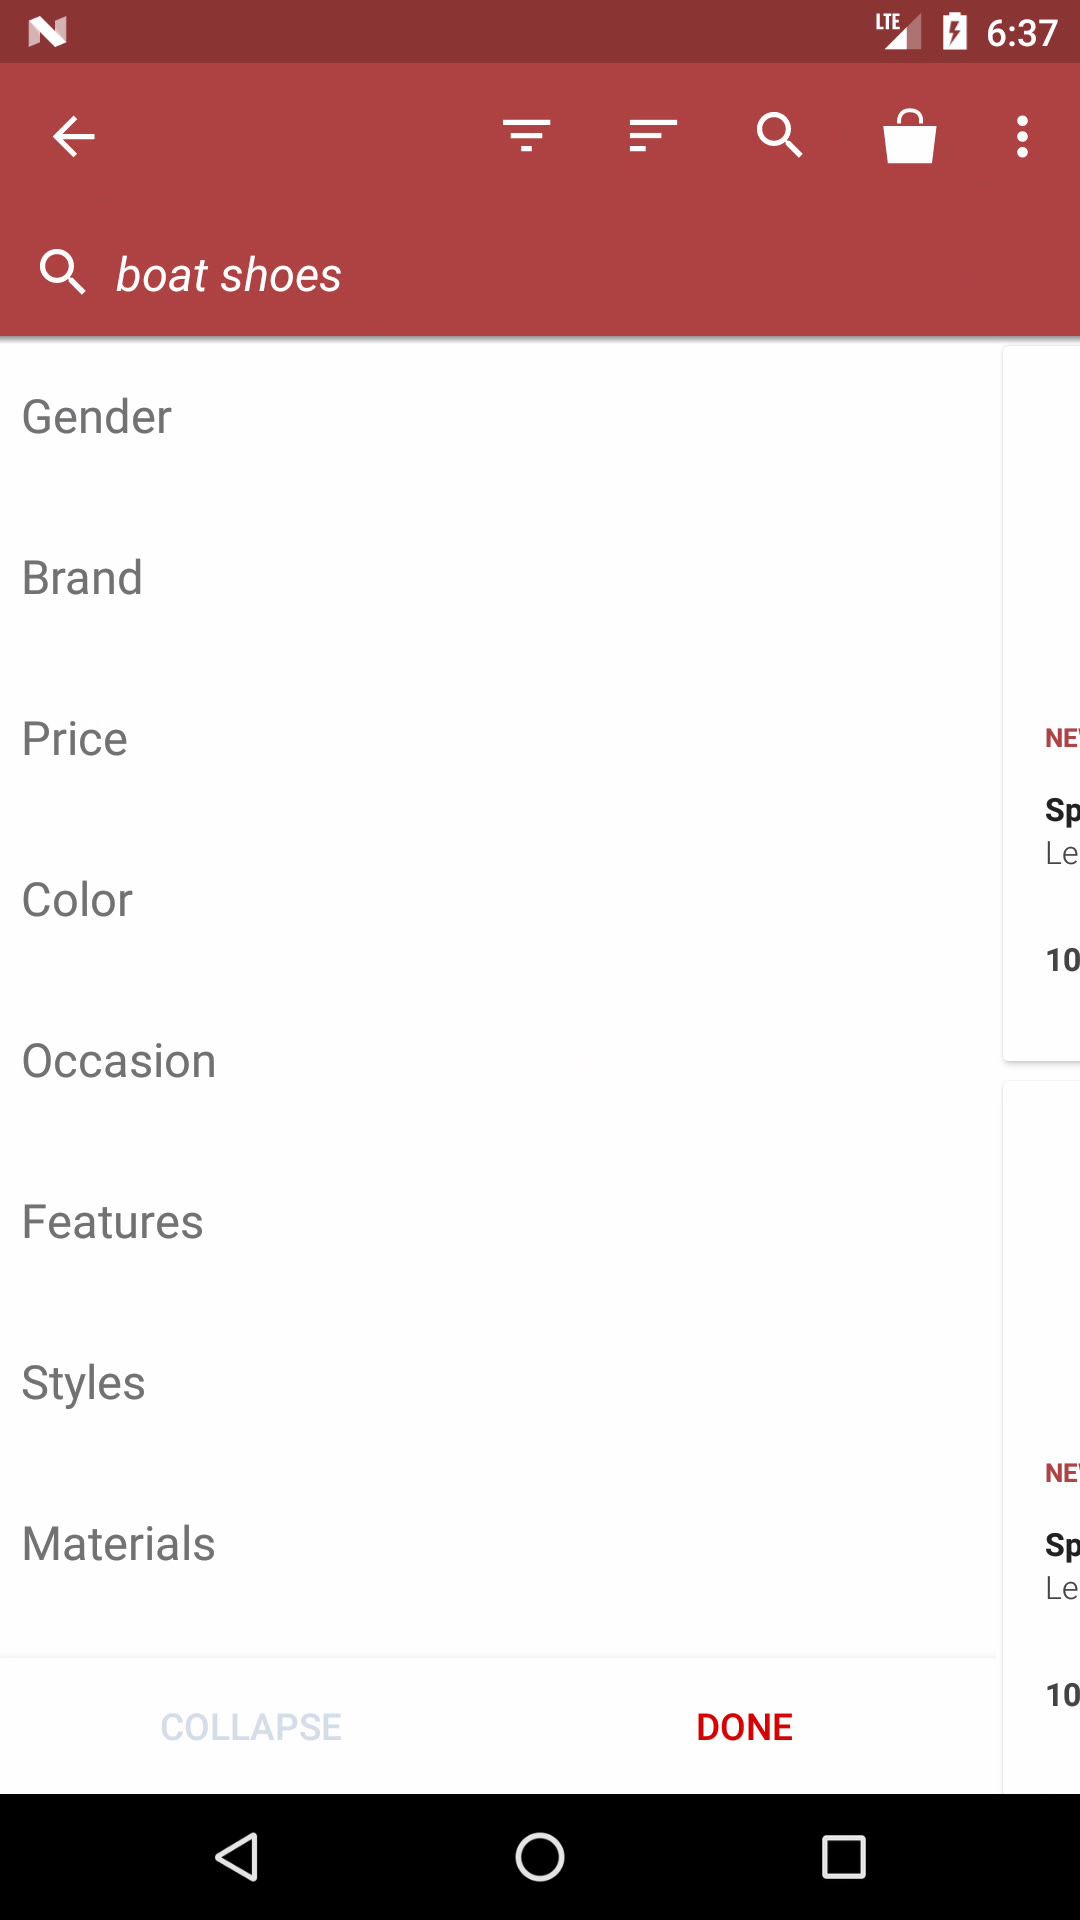 LTE 6:37
boat shoes
Gender
Brand
Price
Color
Occasion
Features
Styles
Materials
COLLAPSE DONE
NE
Sp
Le
10
NE
Sp
Le
10